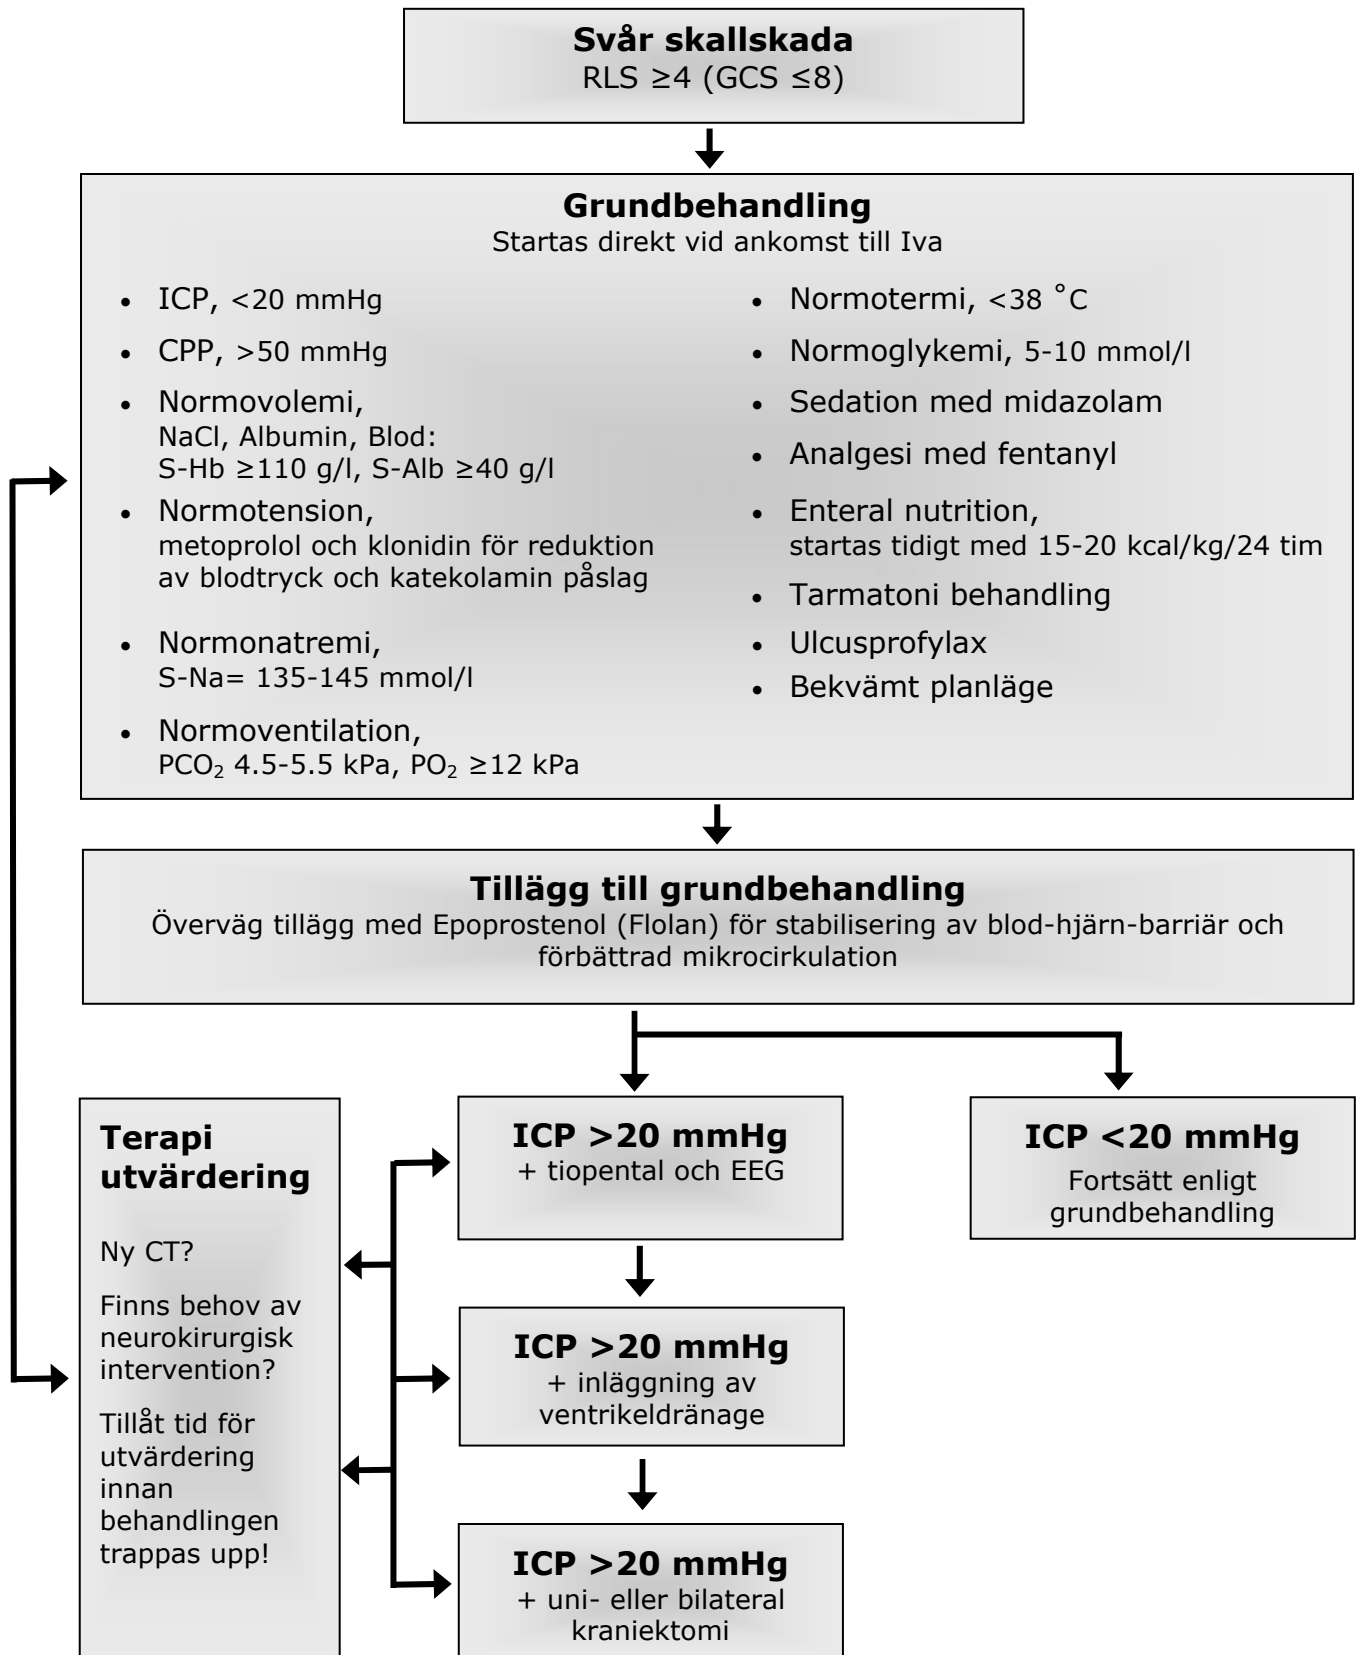 Svår skallskada
RLS ≥4 (GCS ≤8)
Grundbehandling
Startas direkt vid ankomst till Iva
• ICP, <20 mmHg
• CPP, >50 mmHg
• Normovolemi,
NaCl, Albumin, Blod:
S-Hb ≥110 g/l, S-Alb ≥40 g/l
• Normotension,
metoprolol och klonidin för reduktion
av blodtryck och katekolamin påslag
• Normonatremi,
S-Na= 135-145 mmol/l
• Normoventilation,
PCO₂ 4.5-5.5 kPa, PO₂ ≥12 kPa
• Normotermi, <38 ˚C
• Normoglykemi, 5-10 mmol/l
• Sedation med midazolam
• Analgesi med fentanyl
• Enteral nutrition,
startas tidigt med 15-20 kcal/kg/24 tim
• Tarmatoni behandling
• Ulcusprofylax
• Bekvämt planläge
Tillägg till grundbehandling
Överväg tillägg med Epoprostenol (Flolan) för stabilisering av blod-hjärn-barriär och
förbättrad mikrocirkulation
Terapi
utvärdering
Ny CT?
Finns behov av
neurokirurgisk
intervention?
Tillåt tid för
utvärdering
innan
behandlingen
trappas upp!
ICP >20 mmHg
+ tiopental och EEG
ICP >20 mmHg
+ inläggning av
ventrikeldränage
ICP >20 mmHg
+ uni- eller bilateral
kraniektomi
ICP <20 mmHg
Fortsätt enligt
grundbehandling